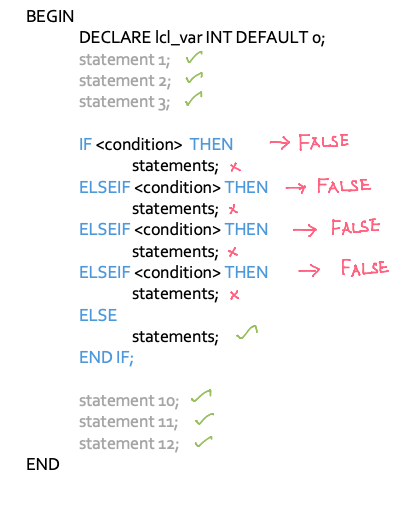 BEGIN
DECLARE lcl_var INT DEFAULT 0;
statement 1; ✓
statement 2; ✓
statement 3; ✓
IF <condition> THEN → FALSE
statements; x
ELSEIF <condition> THEN → FALSE
statements; x
ELSEIF <condition> THEN → FALSE
statements; x
ELSEIF <condition> THEN → FALSE
statements; x
ELSE
statements; ✓
END IF;
statement 10; ✓
statement 11; ✓
statement 12; ✓
END